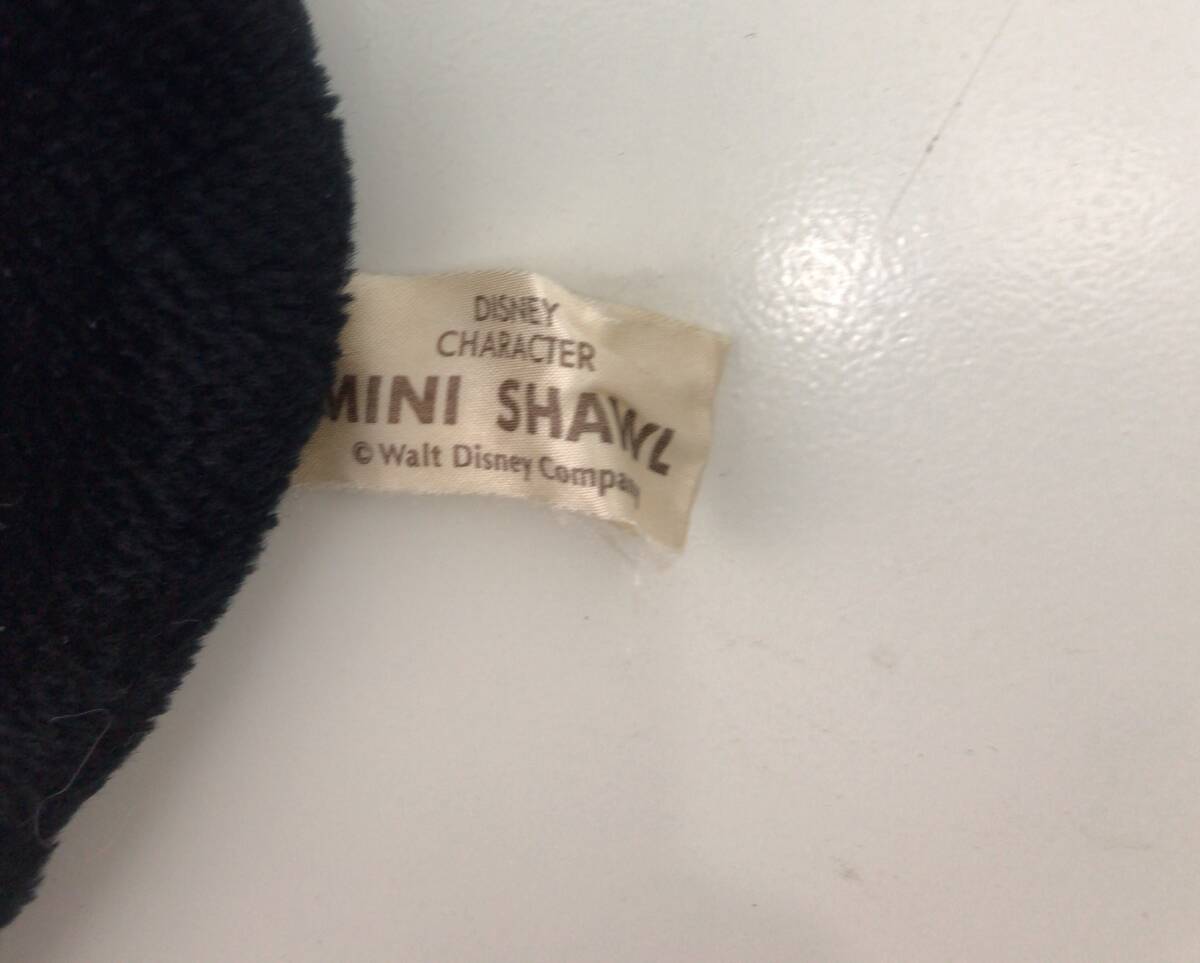 DISNEY
CHARACTER
MINI SHAWL
© Walt Disney Company